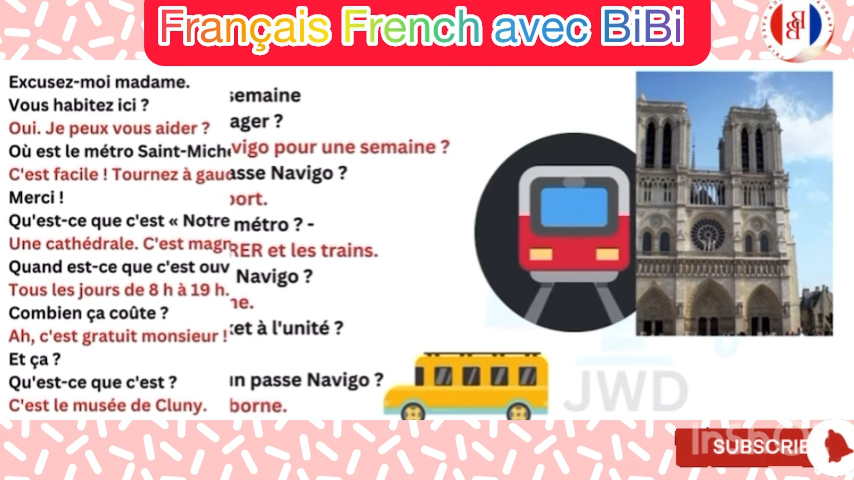 Français French avec BiBi
Excusez-moi madame.
Vous habitez ici ?
Oui. Je peux vous aider ?
Où est le métro Saint-Mich
C'est facile ! Tournez à gau
Merci !
Qu'est-ce que c'est « Notre
Une cathédrale. C'est magn
Quand est-ce que c'est ouv
Tous les jours de 8 h à 19 h.
Combien ça coûte ?
Ah, c'est gratuit monsieur !
Et ça ?
Qu'est-ce que c'est ?
C'est le musée de Cluny.
semaine
ager ?
vigo pour une semaine ?
asse Navigo ?
port.
métro ? -
RER et les trains.
Navigo ?
ne.
ket à l'unité ?
un passe Navigo ?
borne.
JWD
SUBSCRIBE